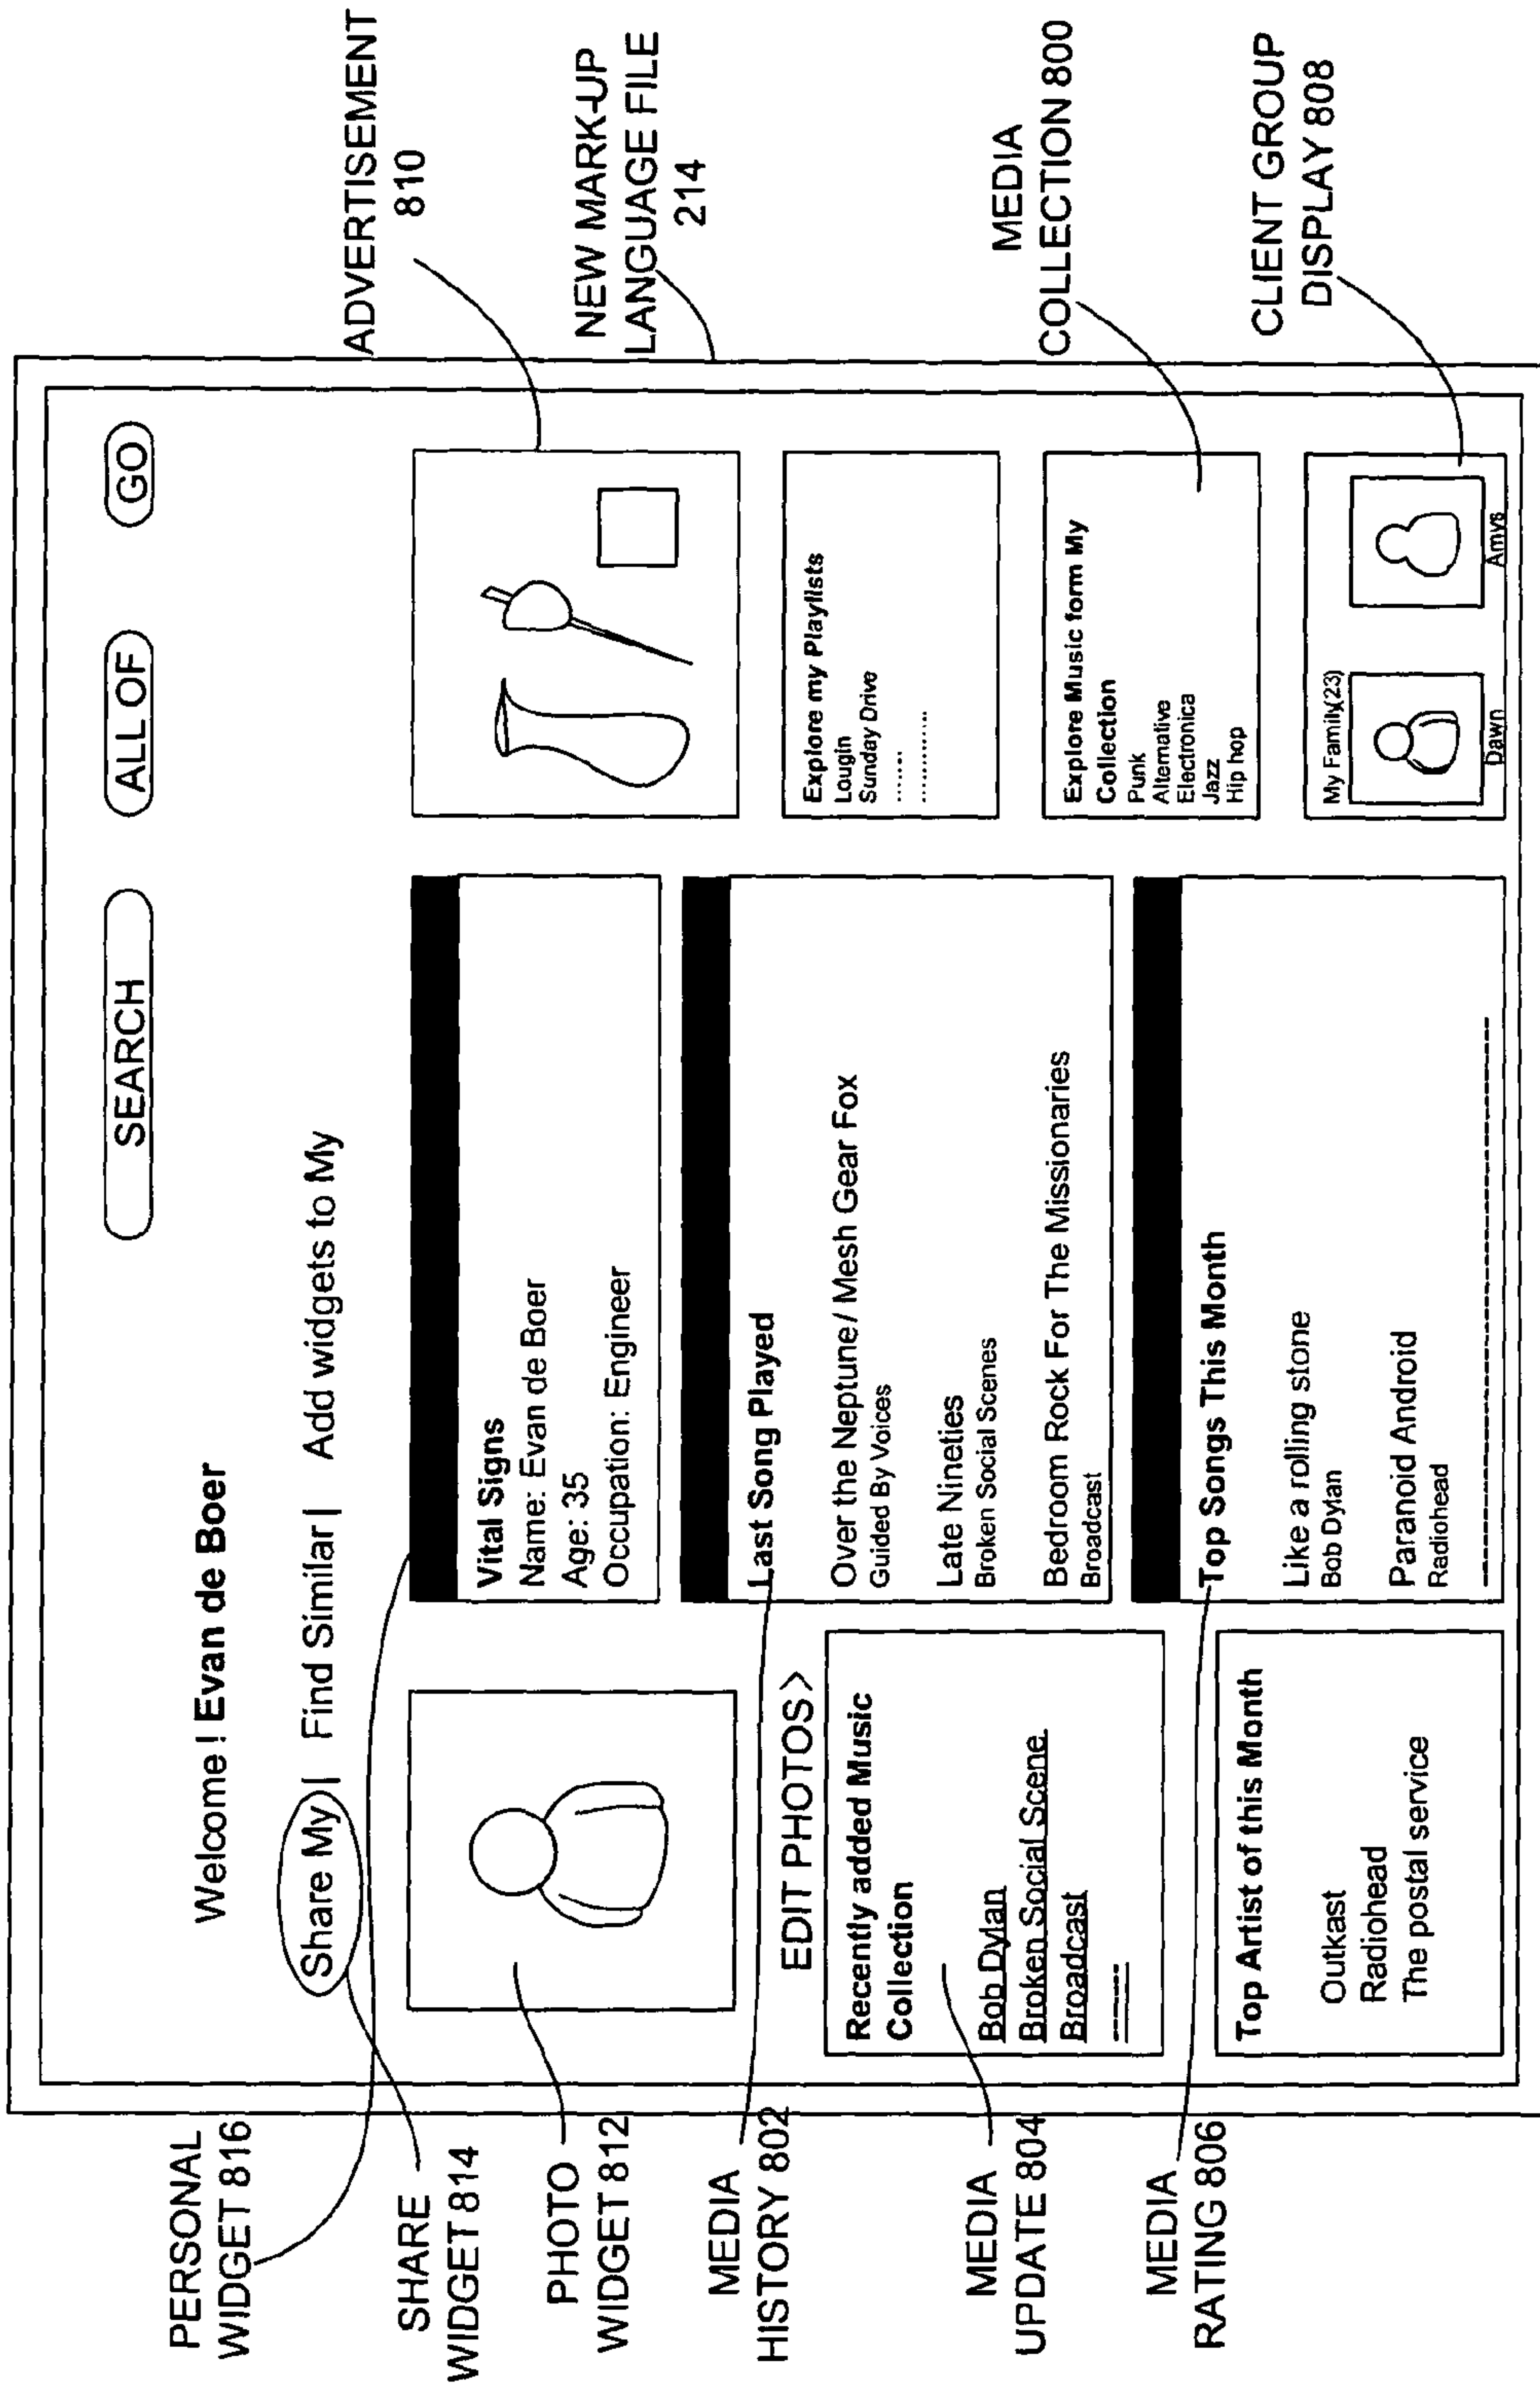 SEARCH
ALL OF
GO
Welcome! Evan de Boer
Share My | Find Similar | Add widgets to My
PERSONAL
WIDGET 816
SHARE
WIDGET 814
PHOTO
WIDGET 812
MEDIA
HISTORY 802
MEDIA
UPDATE 804
MEDIA
RATING 806
EDIT PHOTOS>
Recently added Music
Collection
Bob Dylan
Broken Social Scene
Broadcast
Top Artist of this Month
Outkast
Radiohead
The postal service
Vital Signs
Name: Evan de Boer
Age: 35
Occupation: Engineer
Last Song Played
Over the Neptune/ Mesh Gear Fox
Guided By Voices
Late Nineties
Broken Social Scenes
Bedroom Rock For The Missionaries
Broadcast
Top Songs This Month
Like a rolling stone
Bob Dylan
Paranoid Android
Radiohead
Explore my Playlists
Lougin
Sunday Drive
.......
............
Explore Music form My
Collection
Punk
Alternative
Electronica
Jazz
Hip hop
My Family(23)
Dawn
Amys
ADVERTISEMENT
810
NEW MARK-UP
LANGUAGE FILE
214
MEDIA
COLLECTION 800
CLIENT GROUP
DISPLAY 808